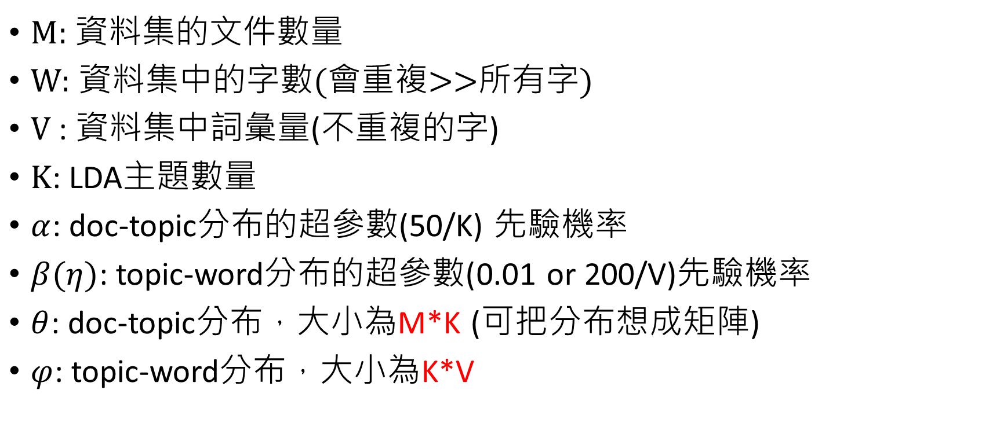 • M: 資料集的文件數量
• W: 資料集中的字數(會重複>>所有字)
• V : 資料集中詞彙量(不重複的字)
• K: LDA主題數量
• α: doc-topic分布的超參數(50/K) 先驗機率
• β(η): topic-word分布的超參數(0.01 or 200/V)先驗機率
• θ: doc-topic分布，大小為M*K (可把分布想成矩陣)
• φ: topic-word分布，大小為K*V